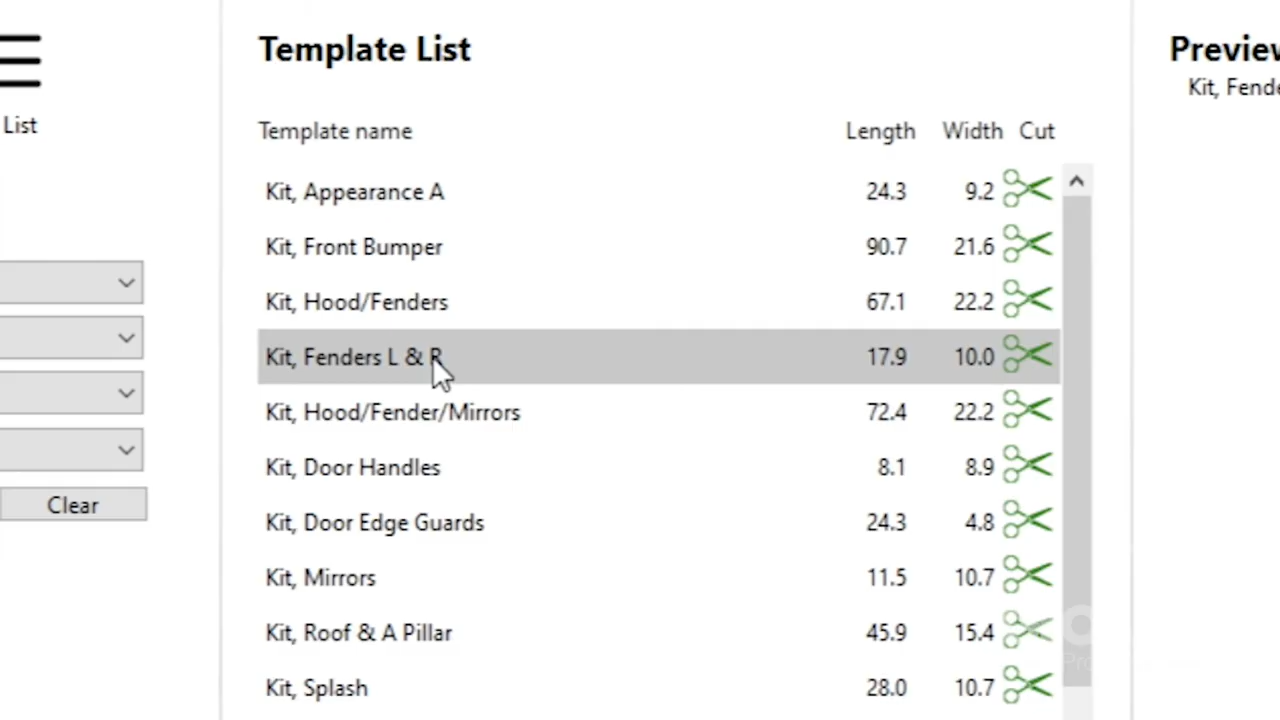 Template List
Preview
Kit, Fende
List
Template name Length Width Cut
Kit, Appearance A 24.3 9.2
Kit, Front Bumper 90.7 21.6
Kit, Hood/Fenders 67.1 22.2
Kit, Fenders L & R 17.9 10.0
Kit, Hood/Fender/Mirrors 72.4 22.2
Kit, Door Handles 8.1 8.9
Clear
Kit, Door Edge Guards 24.3 4.8
Kit, Mirrors 11.5 10.7
Kit, Roof & A Pillar 45.9 15.4
Kit, Splash 28.0 10.7